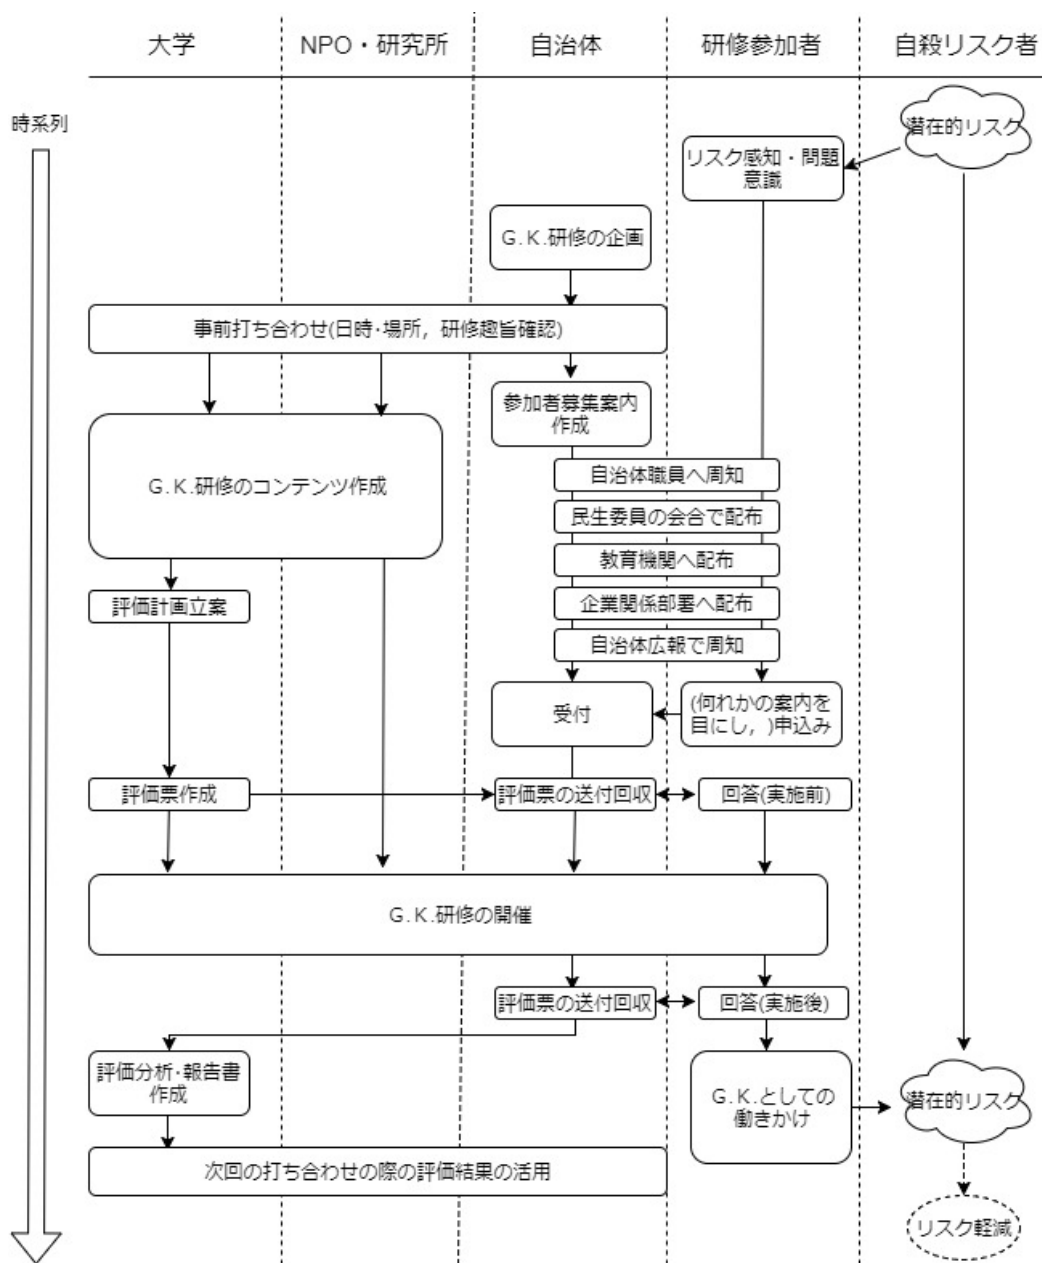 大学
NPO・研究所
自治体
研修参加者
自殺リスク者
時系列
潜在的リスク
リスク感知・問題
意識
G.K.研修の企画
事前打ち合わせ(日時･場所，研修趣旨確認)
参加者募集案内
作成
G.K.研修のコンテンツ作成
自治体職員へ周知
民生委員の会合で配布
教育機関へ配布
企業関係部署へ配布
自治体広報で周知
評価計画立案
受付
(何れかの案内を
目にし，)申込み
評価票作成
評価票の送付回収
回答(実施前)
G.K.研修の開催
評価票の送付回収
回答(実施後)
評価分析･報告書
作成
G.K.としての
働きかけ
潜在的リスク
次回の打ち合わせの際の評価結果の活用
リスク軽減